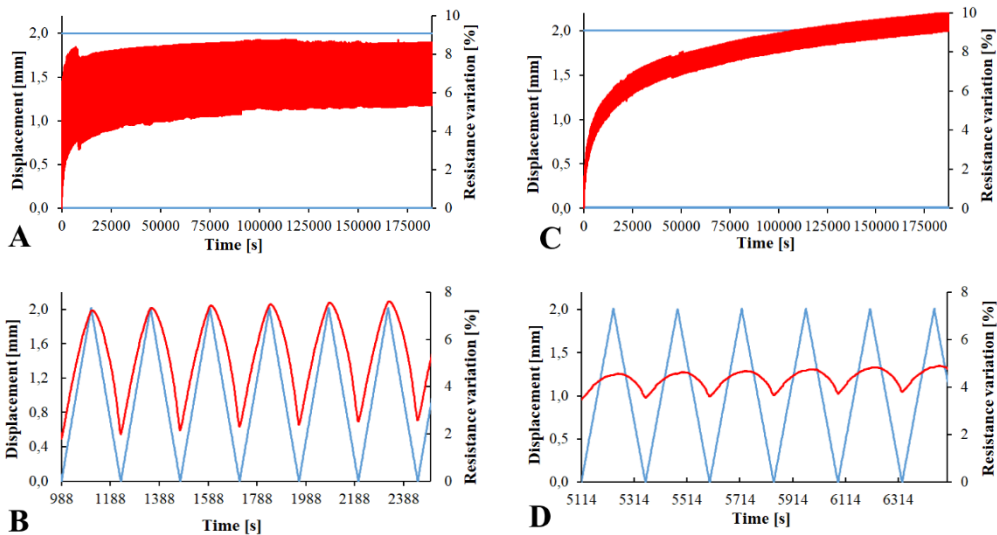 Displacement [mm]
2,0
1,5
1,0
0,5
0,0
10
8
6
4
2
0
Resistance variation [%]
0 25000 50000 75000 100000 125000 150000 175000
Time [s]
A
Displacement [mm]
2,0
1,5
1,0
0,5
0,0
10
8
6
4
2
0
Resistance variation [%]
0 25000 50000 75000 100000 125000 150000 175000
Time [s]
C
Displacement [mm]
2,0
1,6
1,2
0,8
0,4
0,0
8
6
4
2
0
Resistance variation [%]
988 1188 1388 1588 1788 1988 2188 2388
Time [s]
B
Displacement [mm]
2,0
1,5
1,0
0,5
0,0
8
6
4
2
0
Resistance variation [%]
5114 5314 5514 5714 5914 6114 6314
Time [s]
D